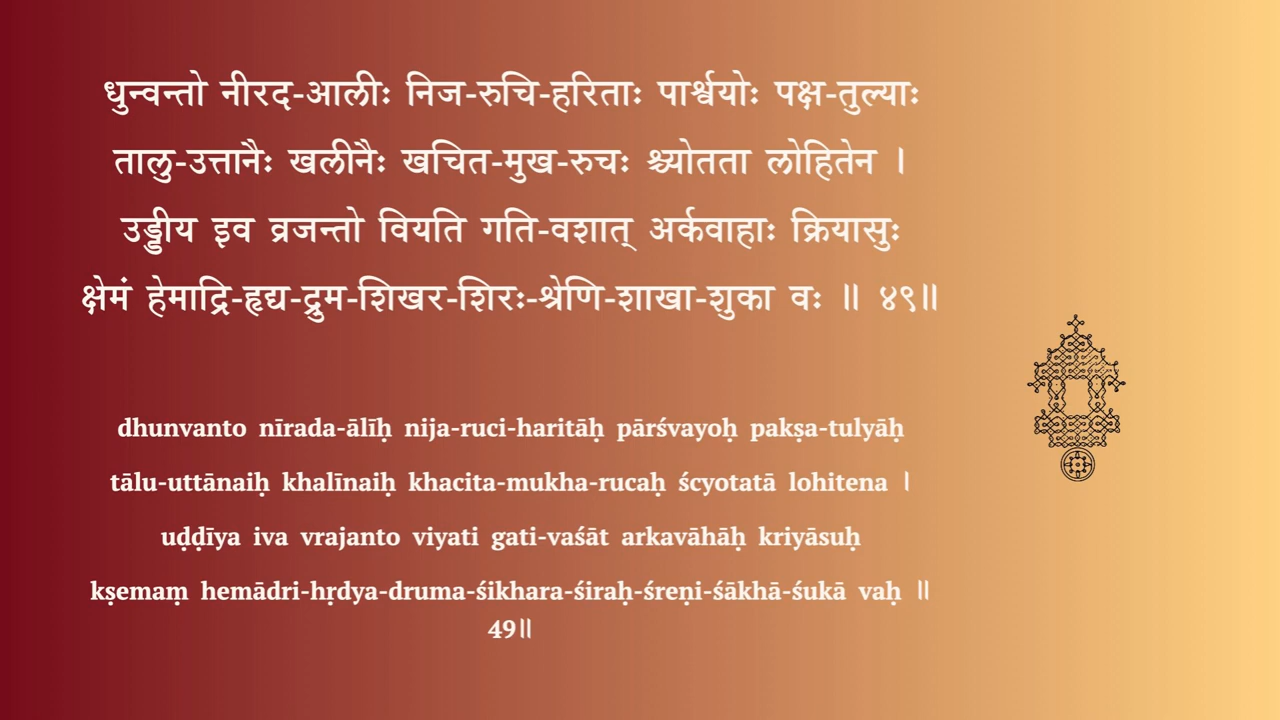 धुन्वन्तो नीरद-आलीः निज-रुचि-हरिताः पार्श्वयोः पक्ष-तुल्याः
तालु-उत्तानैः खलीनैः खचित-मुख-रुचः श्च्योतता लोहितेन ।
उड्डीय इव व्रजन्तो वियति गति-वशात् अर्कवाहाः क्रियासुः
क्षेमं हेमाद्रि-हृद्य-द्रुम-शिखर-शिरः-श्रेणि-शाखा-शुका वः ॥ ४९॥
dhunvanto nīrada-ālīḥ nija-ruci-haritāḥ pārśvayoḥ pakṣa-tulyāḥ
tālu-uttānaiḥ khalīnaiḥ khacita-mukha-rucaḥ ścyotatā lohitena ।
uḍḍīya iva vrajanto viyati gati-vaśāt arkavāhāḥ kriyāsuḥ
kṣemaṃ hemādri-hṛdya-druma-śikhara-śiraḥ-śreṇi-śākhā-śukā vaḥ ॥
49॥